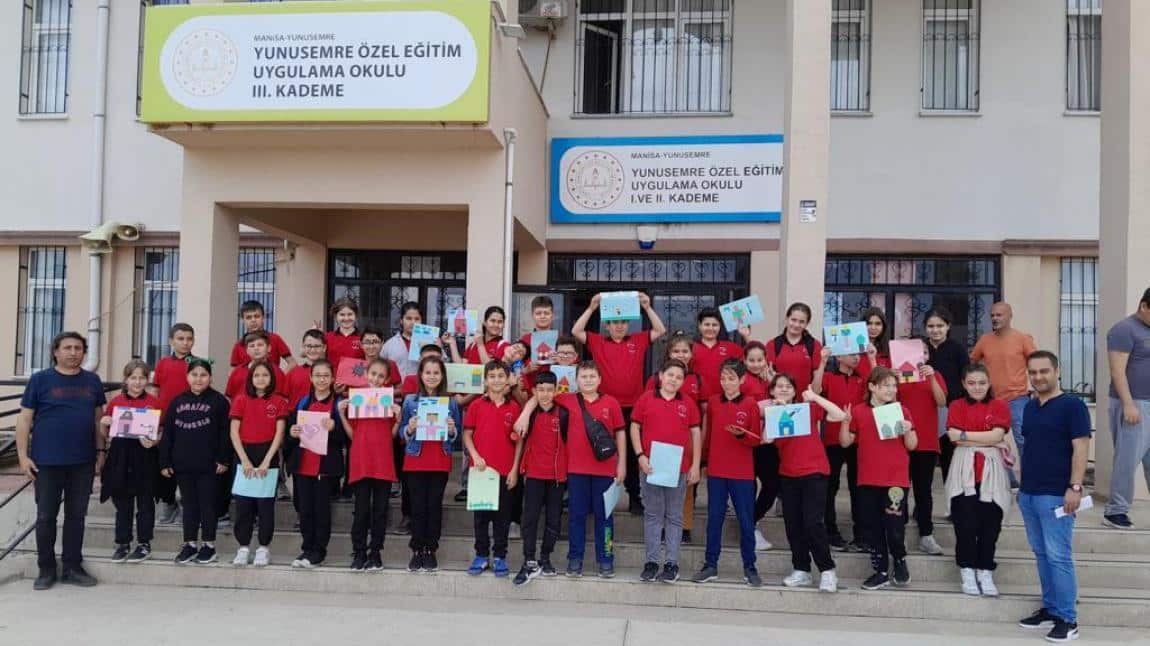 MANİSA-YUNUSEMRE
YUNUSEMRE ÖZEL EĞİTİM
UYGULAMA OKULU
III. KADEME
MANİSA-YUNUSEMRE
YUNUSEMRE ÖZEL EĞİTİM
UYGULAMA OKULU
I.VE II. KADEME